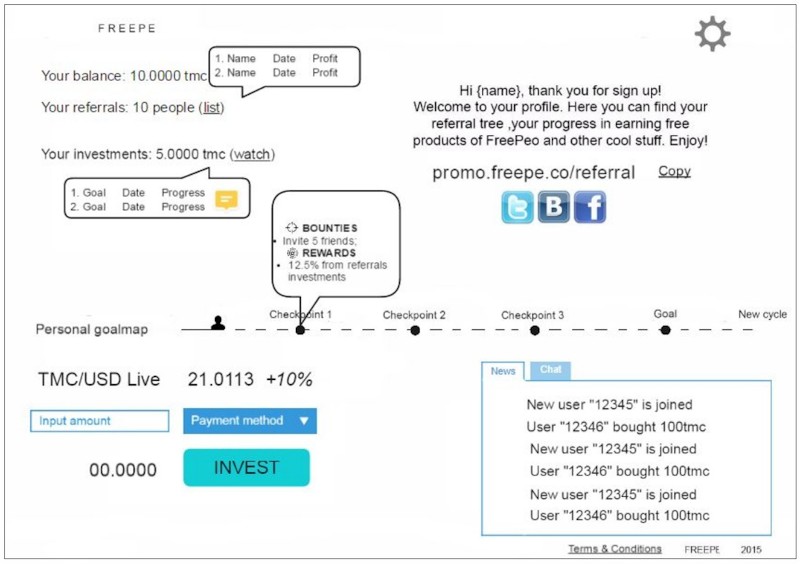 FREEPE
1. Name Date Profit
2. Name Date Profit
Your balance: 10.0000 tmc
Your referrals: 10 people (list)
Your investments: 5.0000 tmc (watch)
1. Goal Date Progress
2. Goal Date Progress
Hi {name}, thank you for sign up!
Welcome to your profile. Here you can find your
referral tree ,your progress in earning free
products of FreePeo and other cool stuff. Enjoy!
promo.freepe.co/referral Copy
t B f
BOUNTIES
• Invite 5 friends;
REWARDS
• 12.5% from referrals
investments
Personal goalmap
Checkpoint 1 Checkpoint 2 Checkpoint 3 Goal New cycle
TMC/USD Live 21.0113 +10%
Input amount Payment method
00.0000 INVEST
News Chat
New user "12345" is joined
User "12346" bought 100tmc
New user "12345" is joined
User "12346" bought 100tmc
New user "12345" is joined
User "12346" bought 100tmc
Terms & Conditions FREEPE 2015